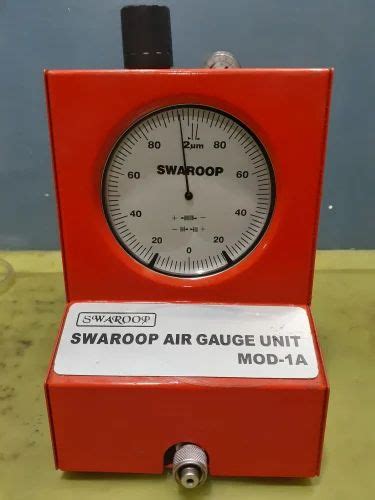 2µm
80 80
SWAROOP
60 60
40 40
20 20
0
SWAROOP
SWAROOP AIR GAUGE UNIT
MOD-1A